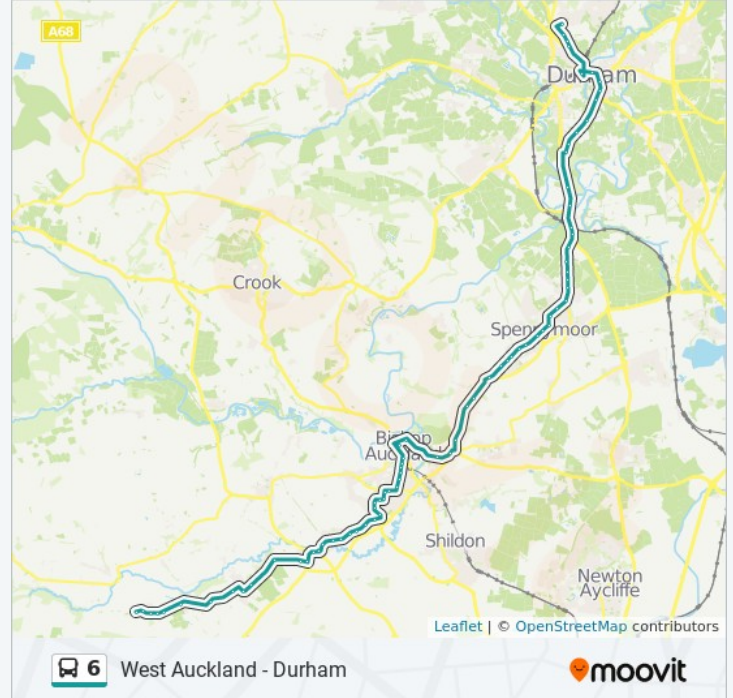 A68
Durham
Crook
Spennymoor
Bishop
Auckland
Shildon
Newton
Aycliffe
Leaflet | © OpenStreetMap contributors
6 West Auckland - Durham
moovit